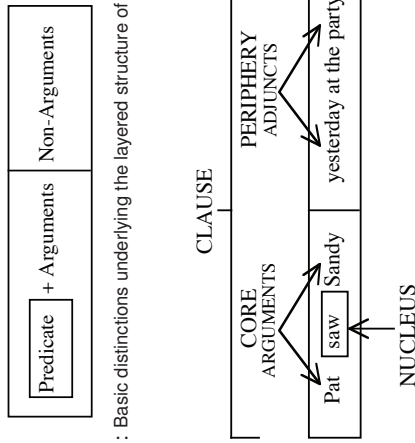 Predicate + Arguments Non-Arguments
: Basic distinctions underlying the layered structure of
CLAUSE
CORE PERIPHERY
ARGUMENTS ADJUNCTS
Pat saw Sandy yesterday at the party
NUCLEUS